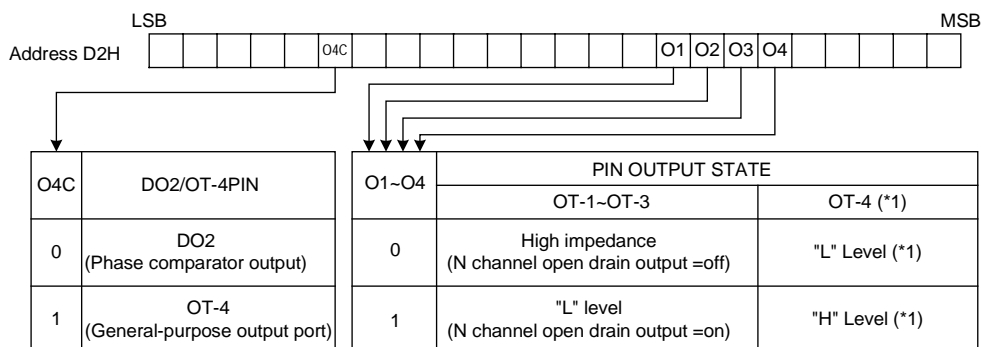 LSB MSB
Address D2H O4C O1 O2 O3 O4
O4C DO2/OT-4PIN
0 DO2
(Phase comparator output)
1 OT-4
(General-purpose output port)
O1~O4 PIN OUTPUT STATE
OT-1~OT-3 OT-4 (*1)
0 High impedance
(N channel open drain output =off) "L" Level (*1)
1 "L" level
(N channel open drain output =on) "H" Level (*1)